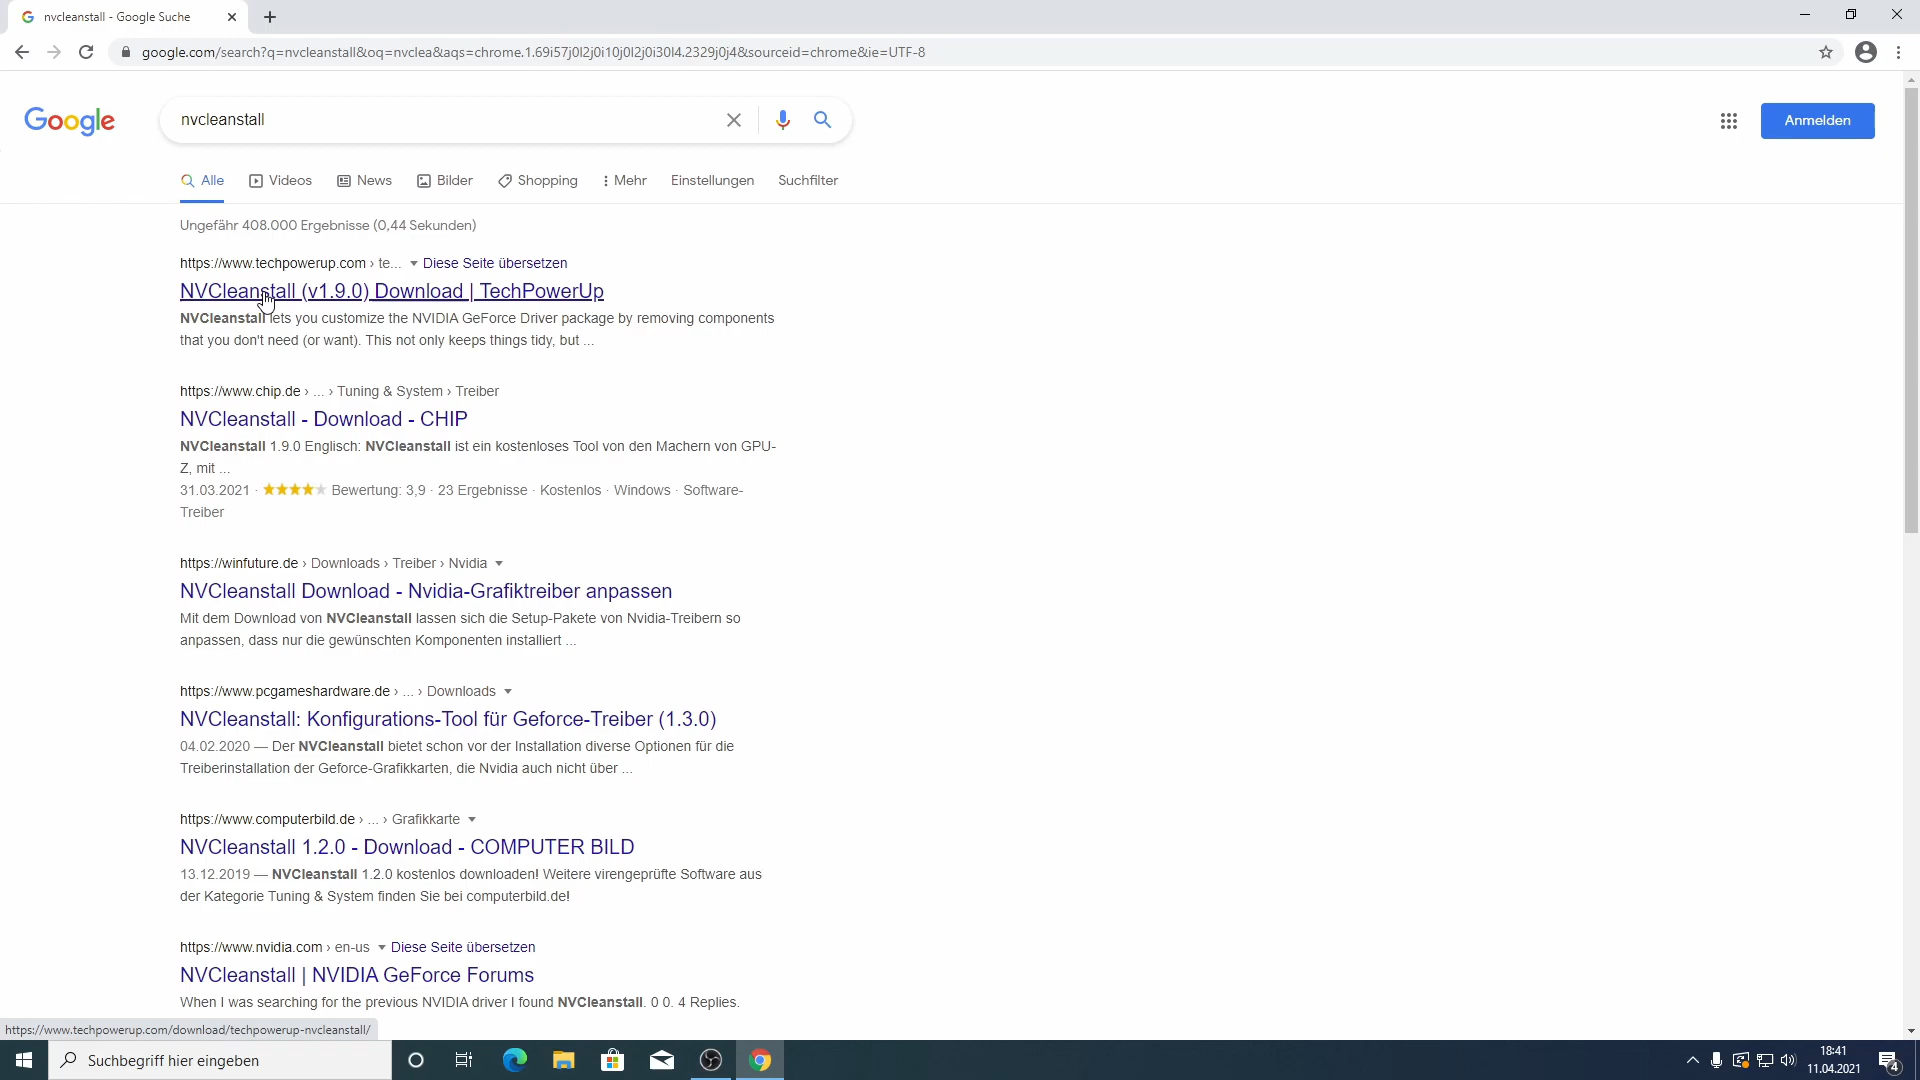 nvcleanstall - Google Suche
google.com/search?q=nvcleanstall&oq=nvclea&aqs=chrome.1.69i57j0l2j0i10j0l2j0i30l4.2329j0j4&sourceid=chrome&ie=UTF-8
Google
nvcleanstall
Anmelden
Alle Videos News Bilder Shopping Mehr Einstellungen Suchfilter
Ungefähr 408.000 Ergebnisse (0,44 Sekunden)
https://www.techpowerup.com › te... Diese Seite übersetzen
NVCleanstall (v1.9.0) Download | TechPowerUp
NVCleanstall lets you customize the NVIDIA GeForce Driver package by removing components
that you don't need (or want). This not only keeps things tidy, but ...
https://www.chip.de › ... › Tuning & System › Treiber
NVCleanstall - Download - CHIP
NVCleanstall 1.9.0 Englisch: NVCleanstall ist ein kostenloses Tool von den Machern von GPU-
Z, mit ...
31.03.2021 · Bewertung: 3,9 · 23 Ergebnisse · Kostenlos · Windows · Software-
Treiber
https://winfuture.de › Downloads › Treiber › Nvidia
NVCleanstall Download - Nvidia-Grafiktreiber anpassen
Mit dem Download von NVCleanstall lassen sich die Setup-Pakete von Nvidia-Treibern so
anpassen, dass nur die gewünschten Komponenten installiert ...
https://www.pcgameshardware.de › ... › Downloads
NVCleanstall: Konfigurations-Tool für Geforce-Treiber (1.3.0)
04.02.2020 — Der NVCleanstall bietet schon vor der Installation diverse Optionen für die
Treiberinstallation der Geforce-Grafikkarten, die Nvidia auch nicht über ...
https://www.computerbild.de › ... › Grafikkarte
NVCleanstall 1.2.0 - Download - COMPUTER BILD
13.12.2019 — NVCleanstall 1.2.0 kostenlos downloaden! Weitere virengeprüfte Software aus
der Kategorie Tuning & System finden Sie bei computerbild.de!
https://www.nvidia.com › en-us Diese Seite übersetzen
NVCleanstall | NVIDIA GeForce Forums
When I was searching for the previous NVIDIA driver I found NVCleanstall. 0 0. 4 Replies.
https://www.techpowerup.com/download/techpowerup-nvcleanstall/
Suchbegriff hier eingeben
18:41
11.04.2021
4